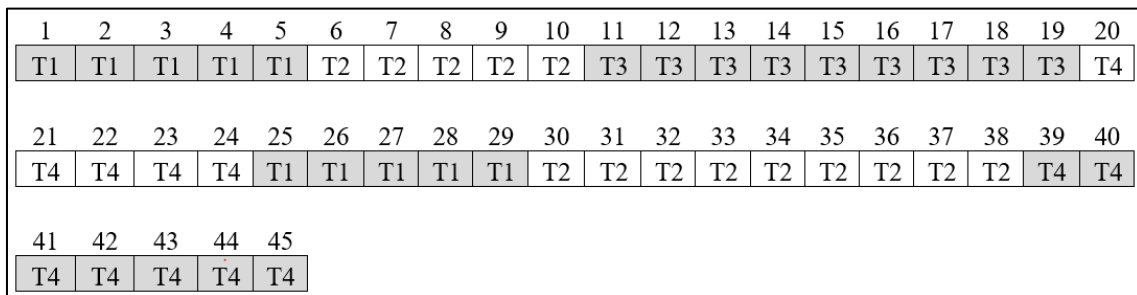 1 2 3 4 5 6 7 8 9 10 11 12 13 14 15 16 17 18 19 20
T1 T1 T1 T1 T1 T2 T2 T2 T2 T2 T3 T3 T3 T3 T3 T3 T3 T3 T3 T4
21 22 23 24 25 26 27 28 29 30 31 32 33 34 35 36 37 38 39 40
T4 T4 T4 T4 T1 T1 T1 T1 T1 T2 T2 T2 T2 T2 T2 T2 T2 T2 T4 T4
41 42 43 44 45
T4 T4 T4 T4 T4